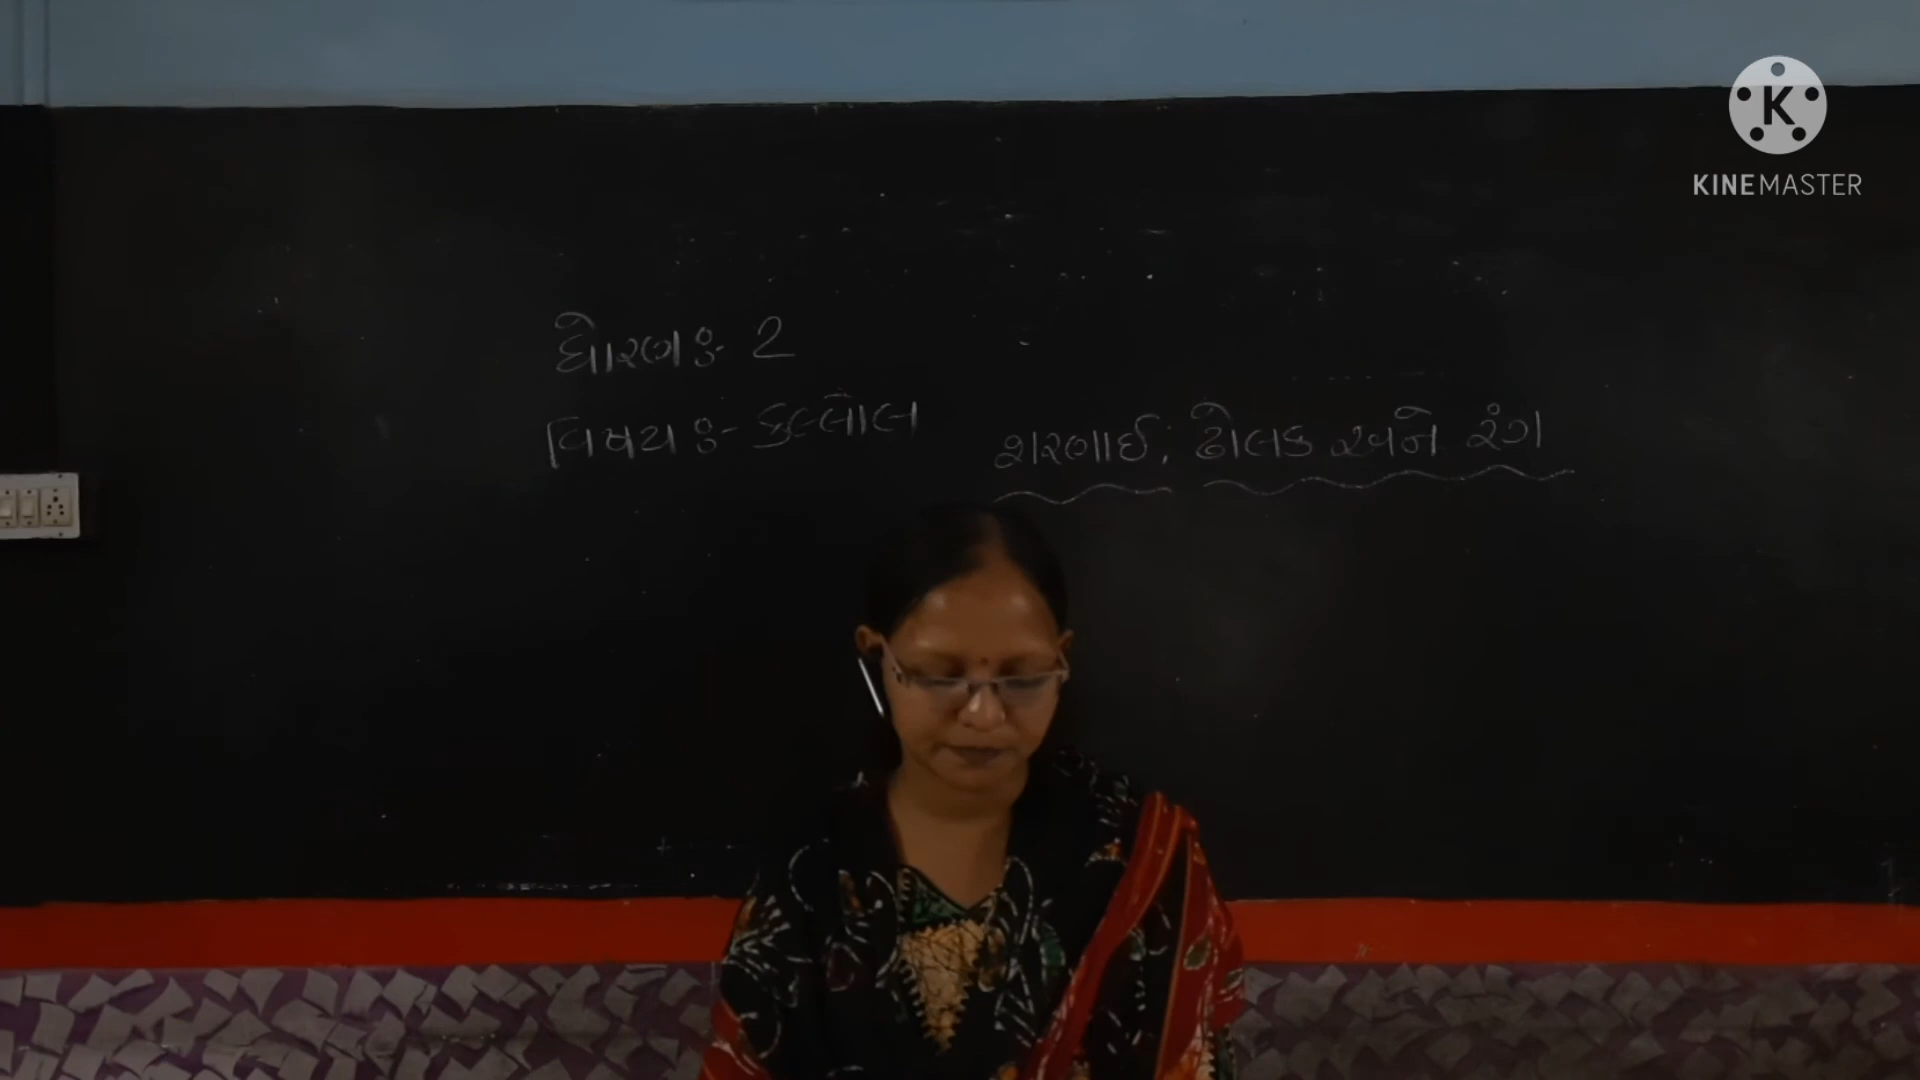 ધોરણ ઃ- 2
વિષય ઃ- કલ્લોલ
શરણાઈ, ઢોલક અને રંગ
KINEMASTER